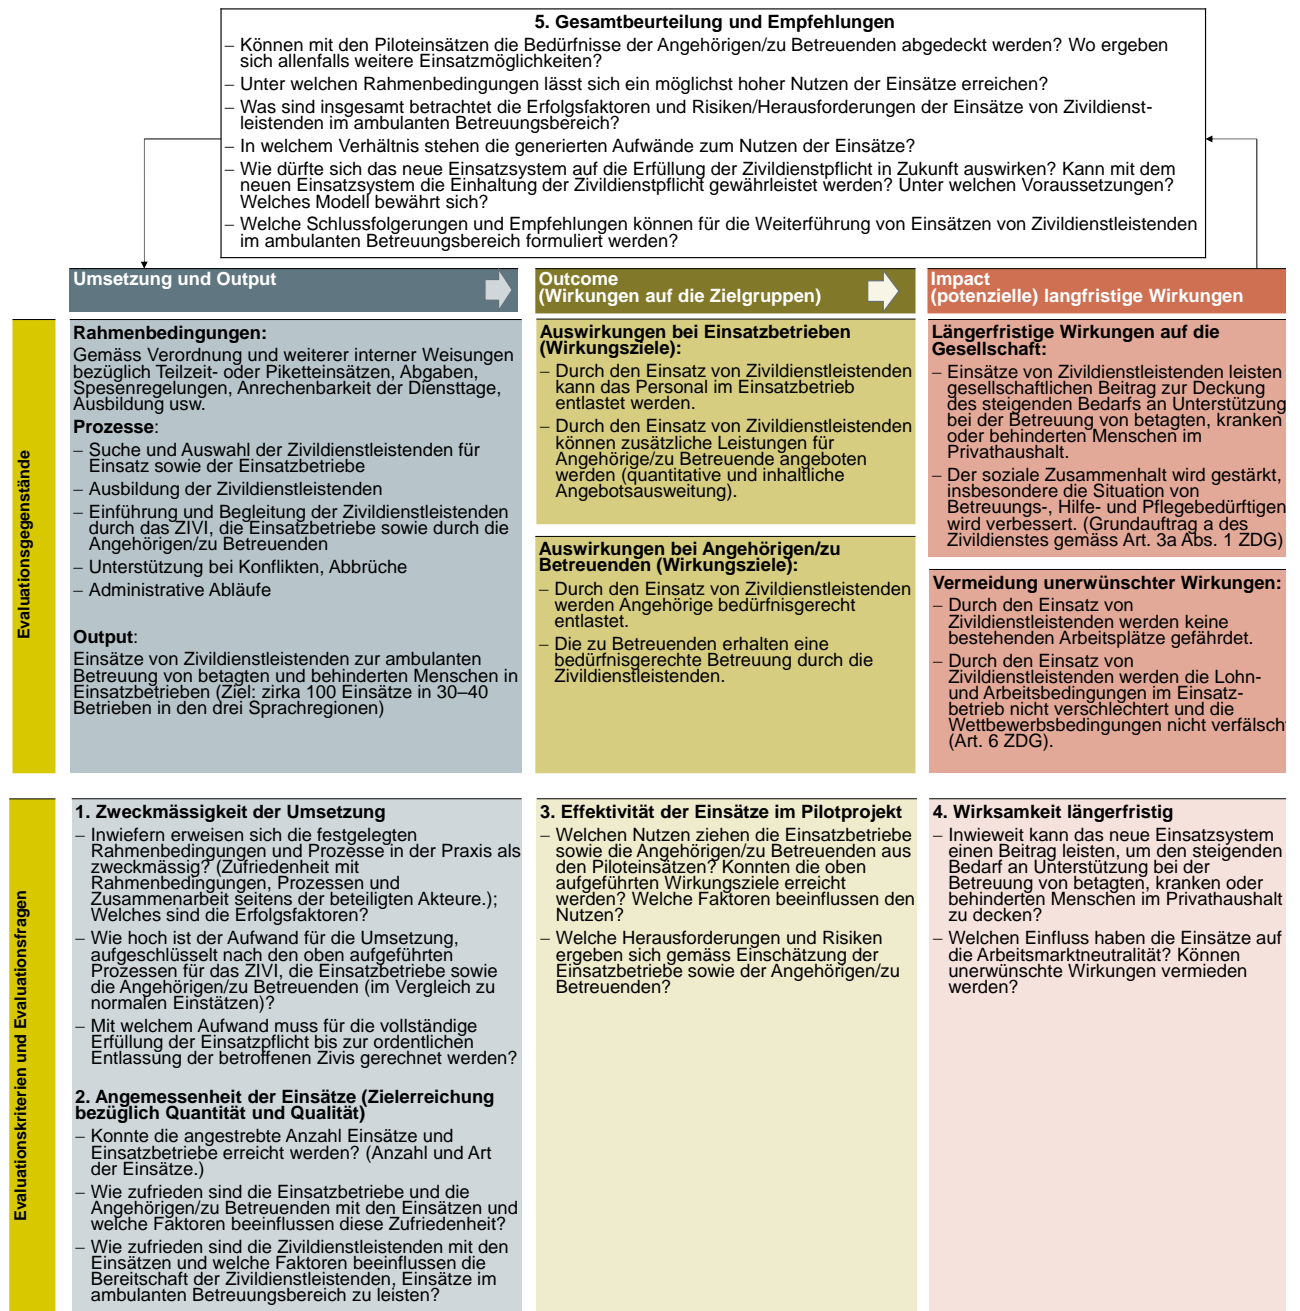 5. Gesamtbeurteilung und Empfehlungen
– Können mit den Piloteinsätzen die Bedürfnisse der Angehörigen/zu Betreuenden abgedeckt werden? Wo ergeben
sich allenfalls weitere Einsatzmöglichkeiten?
– Unter welchen Rahmenbedingungen lässt sich ein möglichst hoher Nutzen der Einsätze erreichen?
– Was sind insgesamt betrachtet die Erfolgsfaktoren und Risiken/Herausforderungen der Einsätze von Zivildienst-
leistenden im ambulanten Betreuungsbereich?
– In welchem Verhältnis stehen die generierten Aufwände zum Nutzen der Einsätze?
– Wie dürfte sich das neue Einsatzsystem auf die Erfüllung der Zivildienstpflicht in Zukunft auswirken? Kann mit dem
neuen Einsatzsystem die Einhaltung der Zivildienstpflicht gewährleistet werden? Unter welchen Voraussetzungen?
Welches Modell bewährt sich?
– Welche Schlussfolgerungen und Empfehlungen können für die Weiterführung von Einsätzen von Zivildienstleistenden
im ambulanten Betreuungsbereich formuliert werden?
Umsetzung und Output
Outcome
(Wirkungen auf die Zielgruppen)
Impact
(potenzielle) langfristige Wirkungen
Evaluationsgegenstände
Rahmenbedingungen:
Gemäss Verordnung und weiterer interner Weisungen
bezüglich Teilzeit- oder Piketteinsätzen, Abgaben,
Spesenregelungen, Anrechenbarkeit der Diensttage,
Ausbildung usw.
Prozesse:
– Suche und Auswahl der Zivildienstleistenden für
Einsatz sowie der Einsatzbetriebe
– Ausbildung der Zivildienstleistenden
– Einführung und Begleitung der Zivildienstleistenden
durch das ZIVI, die Einsatzbetriebe sowie durch die
Angehörigen/zu Betreuenden
– Unterstützung bei Konflikten, Abbrüche
– Administrative Abläufe
Output:
Einsätze von Zivildienstleistenden zur ambulanten
Betreuung von betagten und behinderten Menschen in
Einsatzbetrieben (Ziel: zirka 100 Einsätze in 30–40
Betrieben in den drei Sprachregionen)
Auswirkungen bei Einsatzbetrieben
(Wirkungsziele):
– Durch den Einsatz von Zivildienstleistenden
kann das Personal im Einsatzbetrieb
entlastet werden.
– Durch den Einsatz von Zivildienstleistenden
können zusätzliche Leistungen für
Angehörige/zu Betreuende angeboten
werden (quantitative und inhaltliche
Angebotsausweitung).
Auswirkungen bei Angehörigen/zu
Betreuenden (Wirkungsziele):
– Durch den Einsatz von Zivildienstleistenden
werden Angehörige bedürfnisgerecht
entlastet.
– Die zu Betreuenden erhalten eine
bedürfnisgerechte Betreuung durch die
Zivildienstleistenden.
Längerfristige Wirkungen auf die
Gesellschaft:
– Einsätze von Zivildienstleistenden leisten
gesellschaftlichen Beitrag zur Deckung
des steigenden Bedarfs an Unterstützung
bei der Betreuung von betagten, kranken
oder behinderten Menschen im
Privathaushalt.
– Der soziale Zusammenhalt wird gestärkt,
insbesondere die Situation von
Betreuungs-, Hilfe- und Pflegebedürftigen
wird verbessert. (Grundauftrag a des
Zivildienstes gemäss Art. 3a Abs. 1 ZDG)
Vermeidung unerwünschter Wirkungen:
– Durch den Einsatz von
Zivildienstleistenden werden keine
bestehenden Arbeitsplätze gefährdet.
– Durch den Einsatz von
Zivildienstleistenden werden die Lohn-
und Arbeitsbedingungen im Einsatz-
betrieb nicht verschlechtert und die
Wettbewerbsbedingungen nicht verfälscht
(Art. 6 ZDG).
Evaluationskriterien und Evaluationsfragen
1. Zweckmässigkeit der Umsetzung
– Inwiefern erweisen sich die festgelegten
Rahmenbedingungen und Prozesse in der Praxis als
zweckmässig? (Zufriedenheit mit
Rahmenbedingungen, Prozessen und
Zusammenarbeit seitens der beteiligten Akteure.);
Welches sind die Erfolgsfaktoren?
– Wie hoch ist der Aufwand für die Umsetzung,
aufgeschlüsselt nach den oben aufgeführten
Prozessen für das ZIVI, die Einsatzbetriebe sowie
die Angehörigen/zu Betreuenden (im Vergleich zu
normalen Einstätzen)?
– Mit welchem Aufwand muss für die vollständige
Erfüllung der Einsatzpflicht bis zur ordentlichen
Entlassung der betroffenen Zivis gerechnet werden?
2. Angemessenheit der Einsätze (Zielerreichung
bezüglich Quantität und Qualität)
– Konnte die angestrebte Anzahl Einsätze und
Einsatzbetriebe erreicht werden? (Anzahl und Art
der Einsätze.)
– Wie zufrieden sind die Einsatzbetriebe und die
Angehörigen/zu Betreuenden mit den Einsätzen und
welche Faktoren beeinflussen diese Zufriedenheit?
– Wie zufrieden sind die Zivildienstleistenden mit den
Einsätzen und welche Faktoren beeinflussen die
Bereitschaft der Zivildienstleistenden, Einsätze im
ambulanten Betreuungsbereich zu leisten?
3. Effektivität der Einsätze im Pilotprojekt
– Welchen Nutzen ziehen die Einsatzbetriebe
sowie die Angehörigen/zu Betreuenden aus
den Piloteinsätzen? Konnten die oben
aufgeführten Wirkungsziele erreicht
werden? Welche Faktoren beeinflussen den
Nutzen?
– Welche Herausforderungen und Risiken
ergeben sich gemäss Einschätzung der
Einsatzbetriebe sowie der Angehörigen/zu
Betreuenden?
4. Wirksamkeit längerfristig
– Inwieweit kann das neue Einsatzsystem
einen Beitrag leisten, um den steigenden
Bedarf an Unterstützung bei der
Betreuung von betagten, kranken oder
behinderten Menschen im Privathaushalt
zu decken?
– Welchen Einfluss haben die Einsätze auf
die Arbeitsmarktneutralität? Können
unerwünschte Wirkungen vermieden
werden?